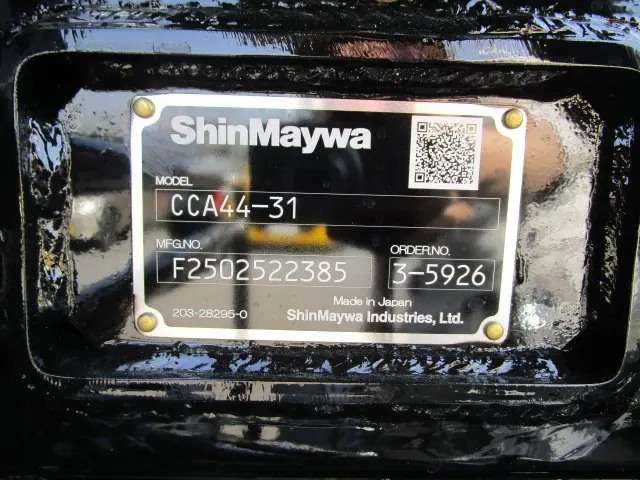 ShinMaywa
MODEL
CCA44-31
MFG.NO. ORDER.NO.
F2502522385 3-5926
Made in Japan
203-28295-0 ShinMaywa Industries, Ltd.